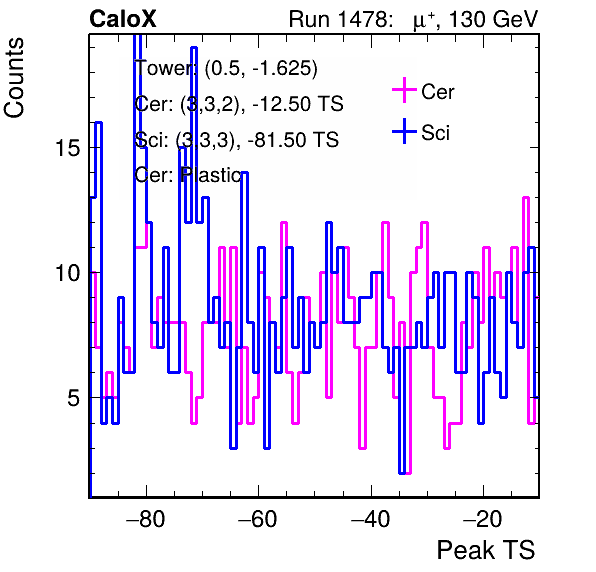 CaloX Run 1478: μ⁺, 130 GeV
Counts
Tower: (0.5, -1.625)
Cer: (3,3,2), -12.50 TS
Sci: (3,3,3), -81.50 TS
Cer: Plastic
Cer
Sci
15
10
5
−80 −60 −40 −20
Peak TS